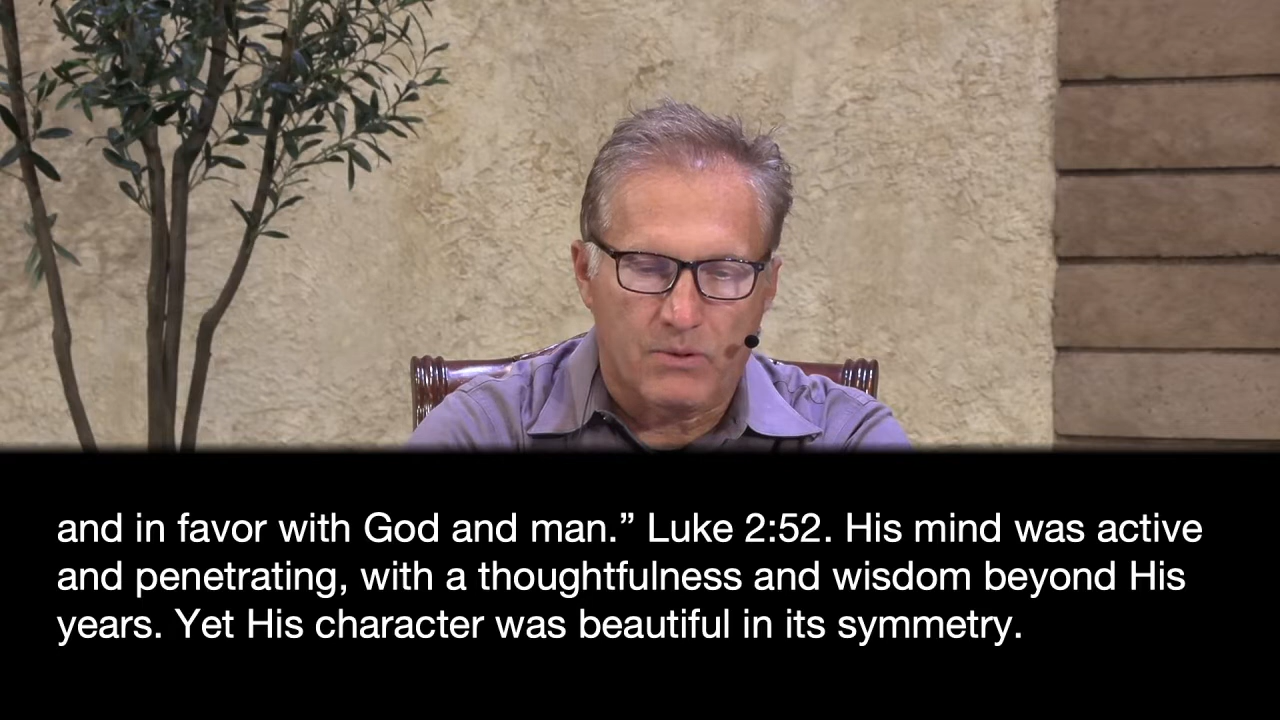 and in favor with God and man.” Luke 2:52. His mind was active
and penetrating, with a thoughtfulness and wisdom beyond His
years. Yet His character was beautiful in its symmetry.